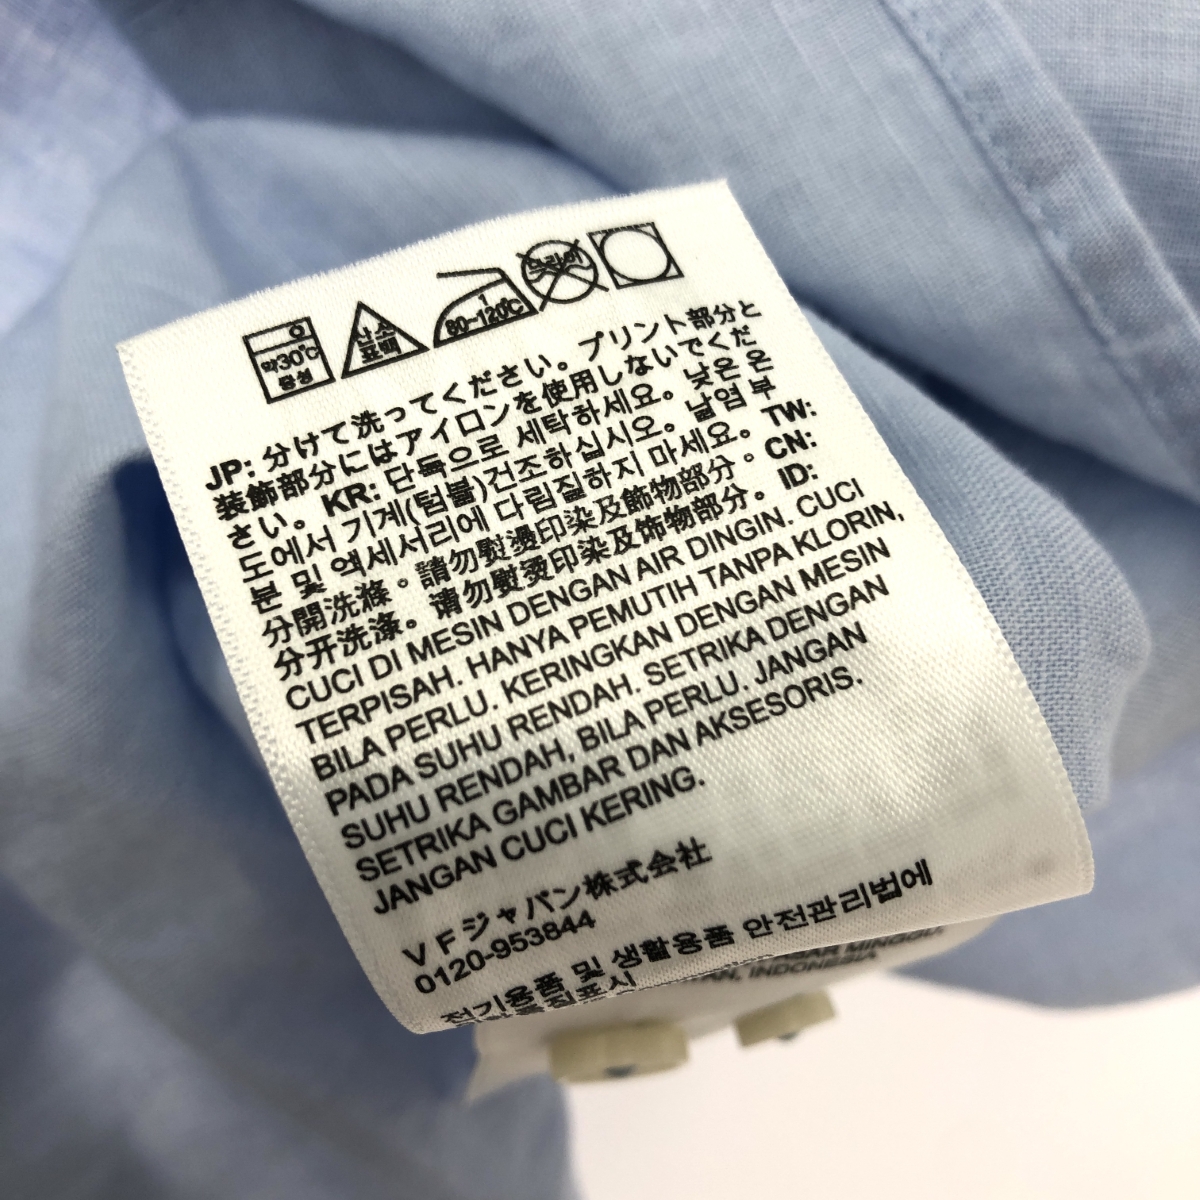 약30℃
중성
산소
표백
1
80~120℃
드라이
JP: 分けて洗ってください。プリント部分と
装飾部分にはアイロンを使用しないでくだ
さい。KR: 단독으로 세탁하세요。낮은 온
도에서 기계(텀블)건조하십시오。날염 부
분 및 액세서리에 다림질하지 마세요。TW:
分開洗滌。請勿熨燙印染及飾物部分。CN:
分开洗涤。请勿熨烫印染及饰物部分。ID:
CUCI DI MESIN DENGAN AIR DINGIN. CUCI
TERPISAH. HANYA PEMUTIH TANPA KLORIN,
BILA PERLU. KERINGKAN DENGAN MESIN
PADA SUHU RENDAH. SETRIKA DENGAN
SUHU RENDAH, BILA PERLU. JANGAN
SETRIKA GAMBAR DAN AKSESORIS.
JANGAN CUCI KERING.
ＶＦジャパン株式会社
0120-953844
전기용품 및 생활용품 안전관리법에
품질표시
MINGGU
INDONESIA